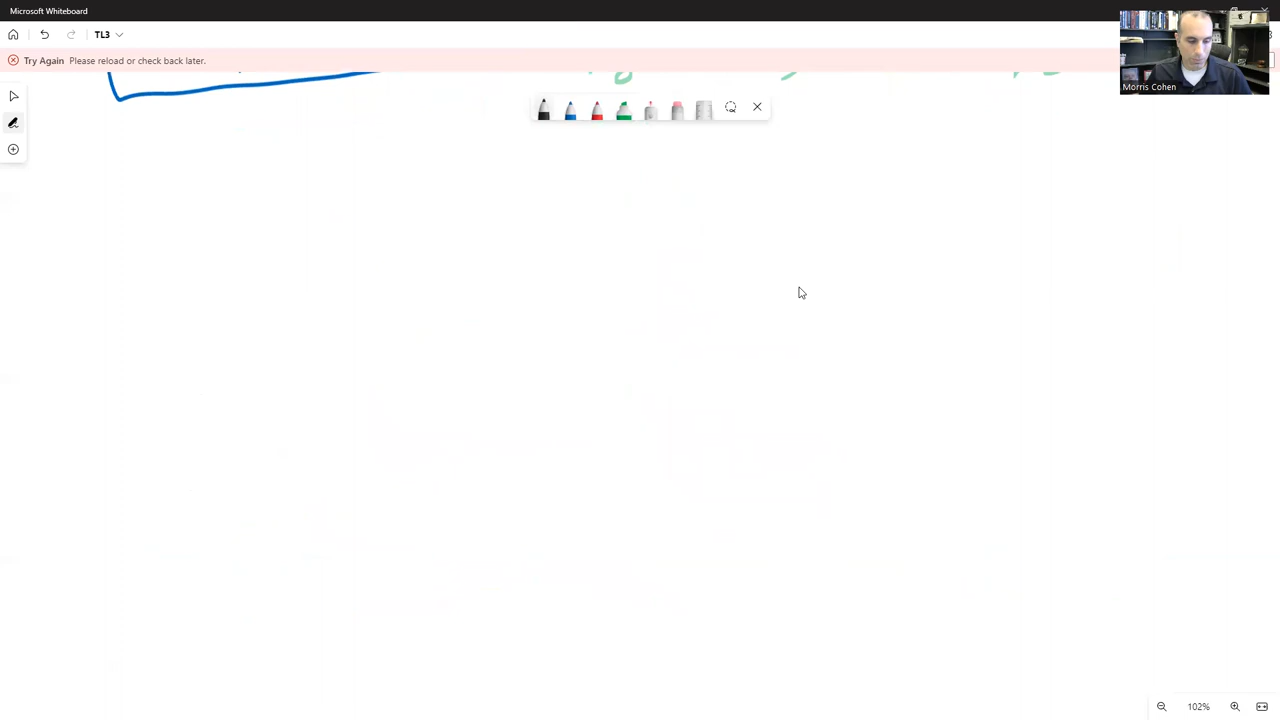 Microsoft Whiteboard
TL3
Try Again Please reload or check back later.
Morris Cohen
102%